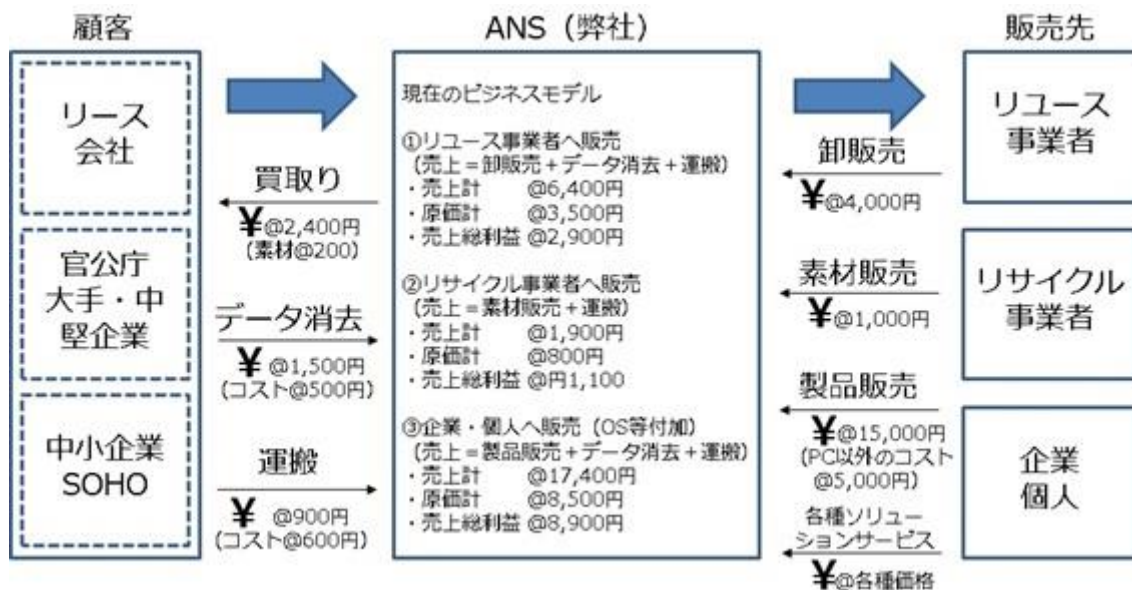 顧客
リース
会社
官公庁
大手・中
堅企業
中小企業
SOHO
買取り
¥@2,400円
(素材@200)
データ消去
¥ @1,500円
(コスト@500円)
運搬
¥ @900円
(コスト@600円)
ANS（弊社）
現在のビジネスモデル
①リユース事業者へ販売
(売上＝卸販売＋データ消去＋運搬)
・売上計 @6,400円
・原価計 @3,500円
・売上総利益 @2,900円
②リサイクル事業者へ販売
(売上＝素材販売＋運搬)
・売上計 @1,900円
・原価計 @800円
・売上総利益 @円1,100
③企業・個人へ販売（OS等付加）
(売上＝製品販売＋データ消去＋運搬)
・売上計 @17,400円
・原価計 @8,500円
・売上総利益 @8,900円
卸販売
¥@4,000円
素材販売
¥@1,000円
製品販売
¥@15,000円
(PC以外のコスト
@5,000円)
各種ソリュー
ションサービス
¥@各種価格
販売先
リユース
事業者
リサイクル
事業者
企業
個人